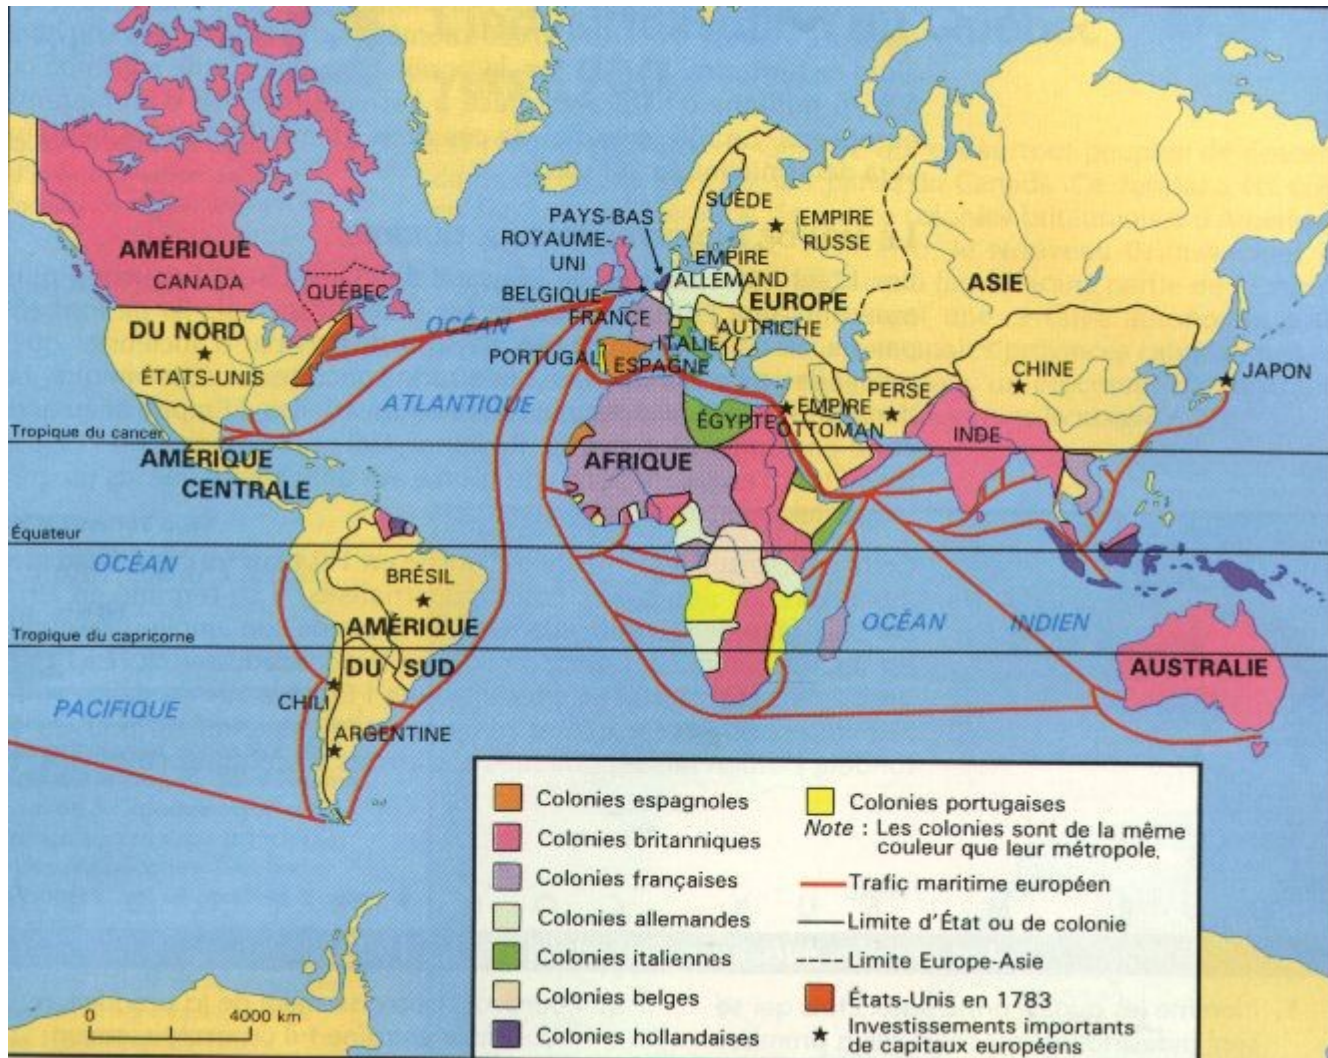 PAYS-BAS
ROYAUME-
UNI
SUÈDE
EMPIRE
RUSSE
AMÉRIQUE
CANADA
QUÉBEC
DU NORD
ÉTATS-UNIS
OCÉAN
ATLANTIQUE
BELGIQUE
FRANCE
EMPIRE
ALLEMAND
EUROPE
AUTRICHE
ITALIE
PORTUGAL
ESPAGNE
ASIE
CHINE
JAPON
PERSE
EMPIRE
OTTOMAN
ÉGYPTE
INDE
Tropique du cancer
AMÉRIQUE
CENTRALE
AFRIQUE
Équateur
OCÉAN
BRÉSIL
AMÉRIQUE
DU SUD
Tropique du capricorne
OCÉAN INDIEN
AUSTRALIE
PACIFIQUE
CHILI
ARGENTINE
Colonies espagnoles
Colonies britanniques
Colonies françaises
Colonies allemandes
Colonies italiennes
Colonies belges
Colonies hollandaises
Colonies portugaises
Note : Les colonies sont de la même
couleur que leur métropole.
Trafic maritime européen
Limite d'État ou de colonie
Limite Europe-Asie
États-Unis en 1783
Investissements importants
de capitaux européens
0 4000 km